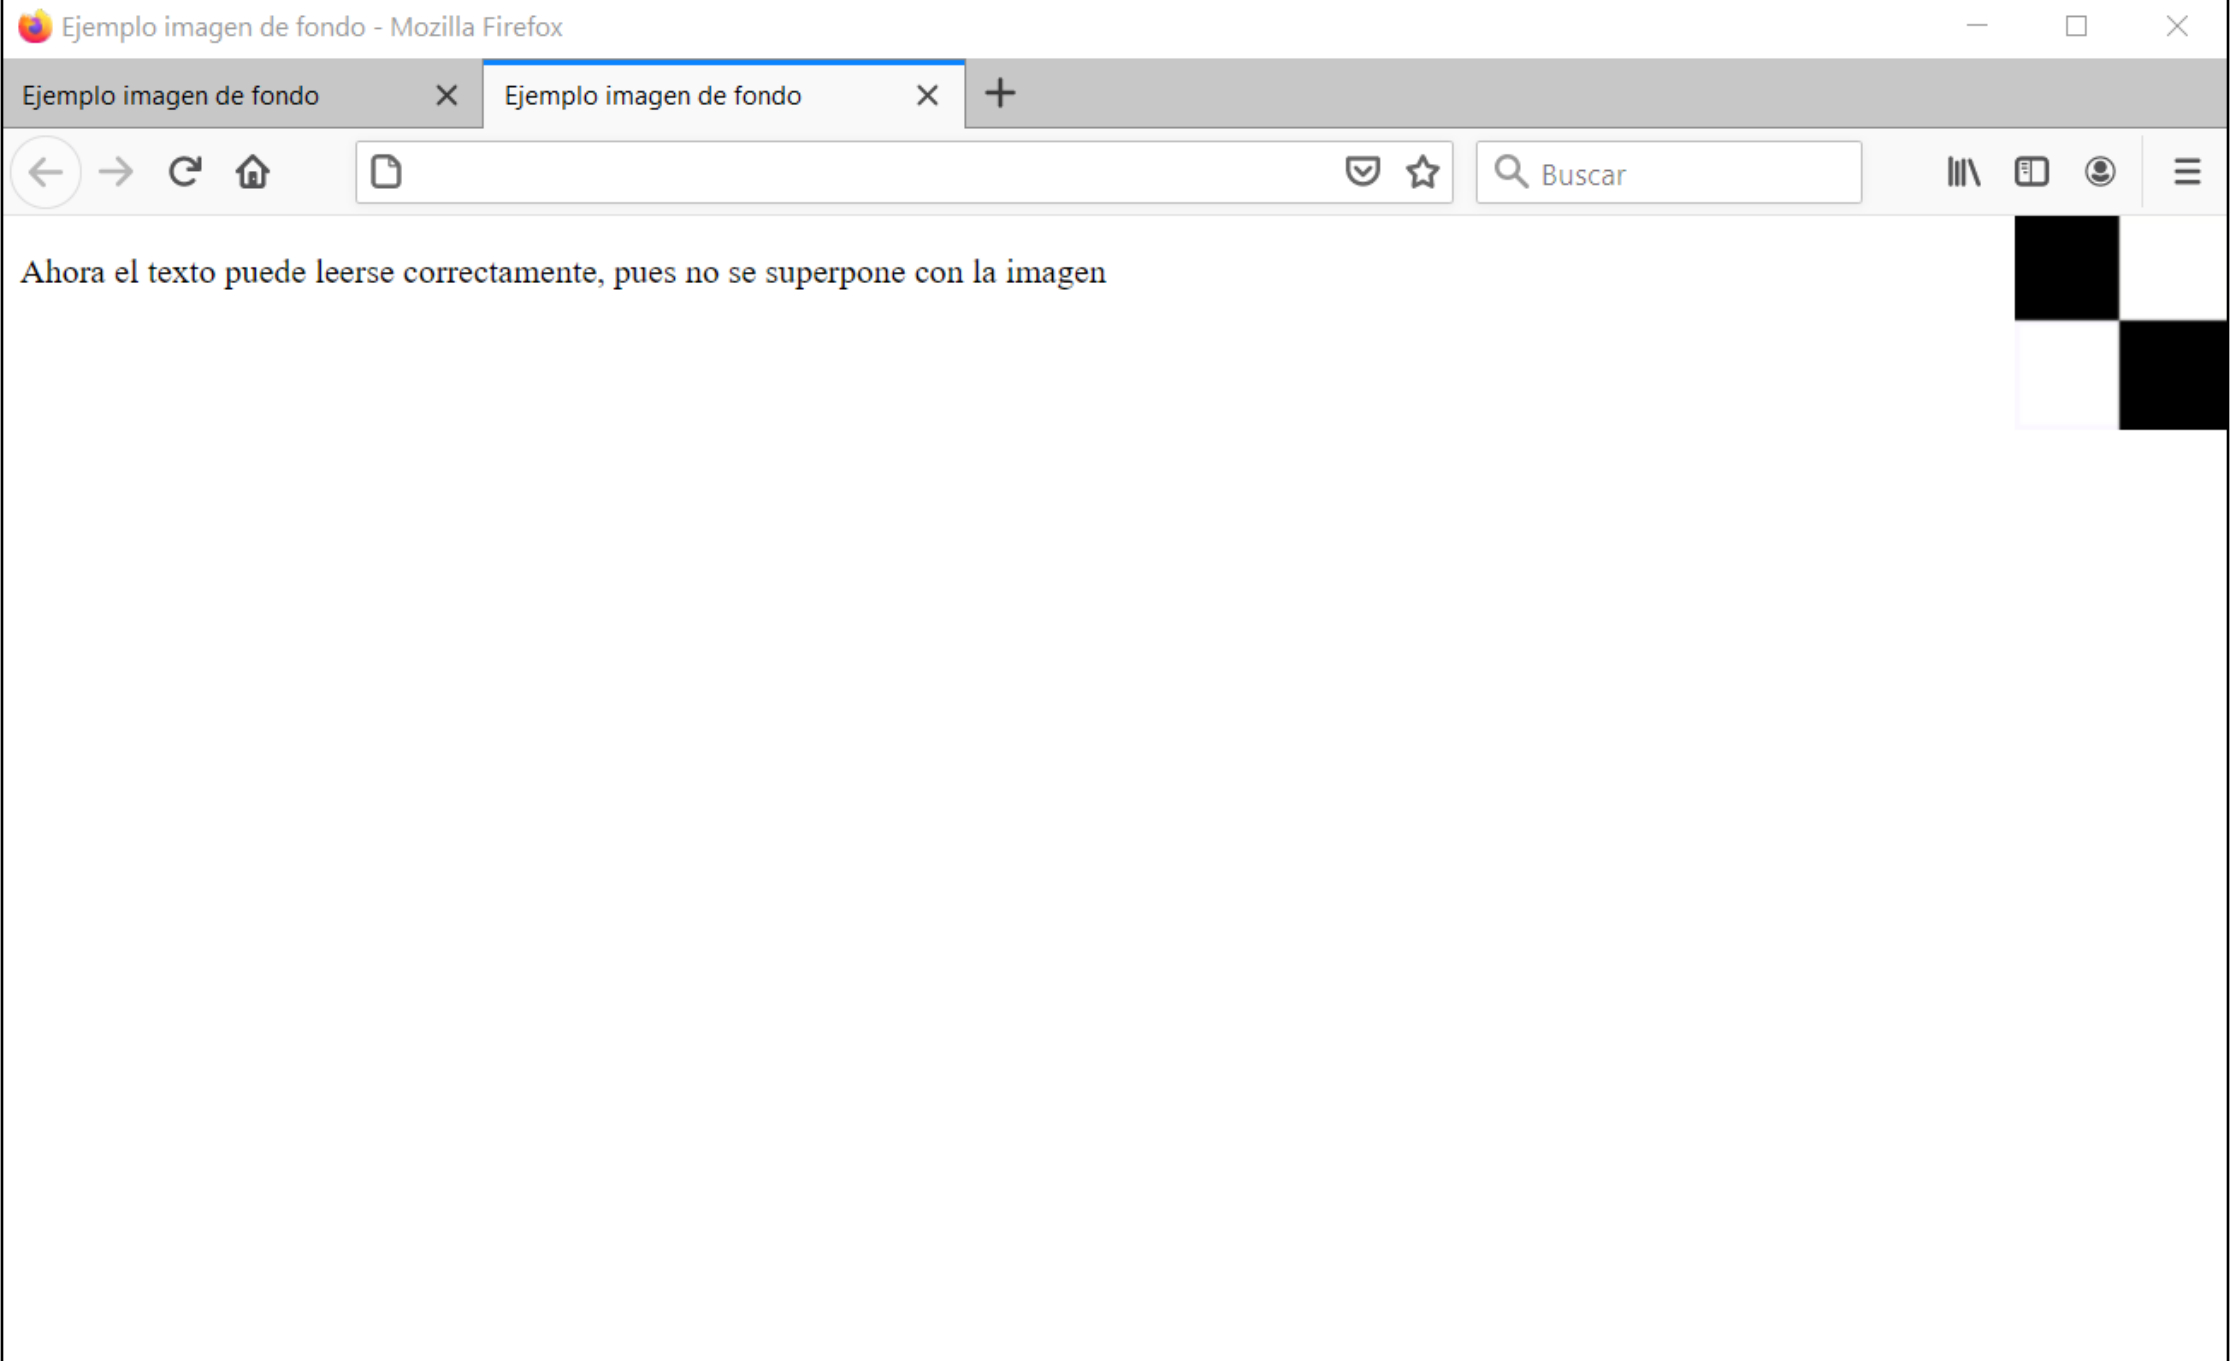 Ejemplo imagen de fondo - Mozilla Firefox
Ejemplo imagen de fondo
Ejemplo imagen de fondo
Buscar
Ahora el texto puede leerse correctamente, pues no se superpone con la imagen